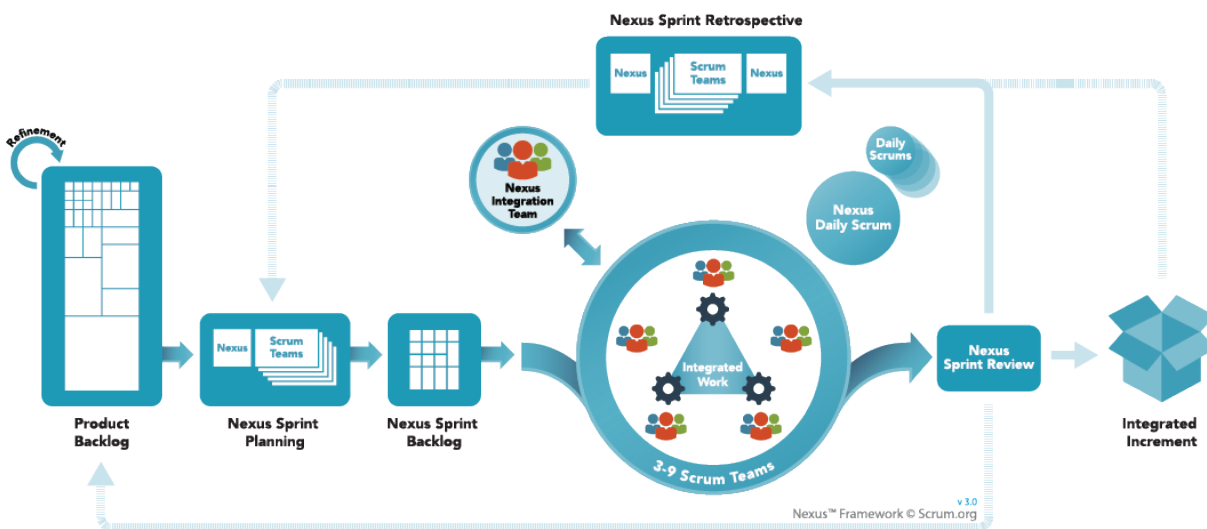 Nexus Sprint Retrospective
Nexus
Scrum
Teams
Nexus
Refinement
Nexus
Integration
Team
Daily
Scrums
Nexus
Daily Scrum
Nexus
Scrum
Teams
Integrated
Work
Nexus
Sprint Review
Product
Backlog
Nexus Sprint
Planning
Nexus Sprint
Backlog
3-9 Scrum Teams
Integrated
Increment
v 3.0
Nexus™ Framework © Scrum.org